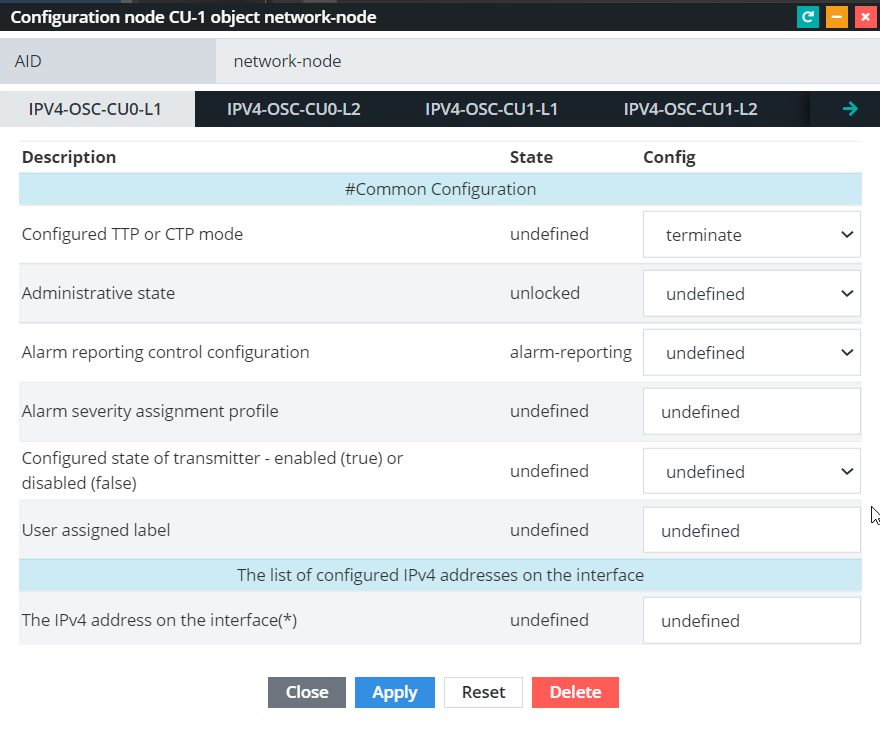 Configuration node CU-1 object network-node
AID network-node
IPV4-OSC-CU0-L1 IPV4-OSC-CU0-L2 IPV4-OSC-CU1-L1 IPV4-OSC-CU1-L2
Description State Config
#Common Configuration
Configured TTP or CTP mode undefined terminate
Administrative state unlocked undefined
Alarm reporting control configuration alarm-reporting undefined
Alarm severity assignment profile undefined undefined
Configured state of transmitter - enabled (true) or
disabled (false) undefined undefined
User assigned label undefined undefined
The list of configured IPv4 addresses on the interface
The IPv4 address on the interface(*) undefined undefined
Close Apply Reset Delete